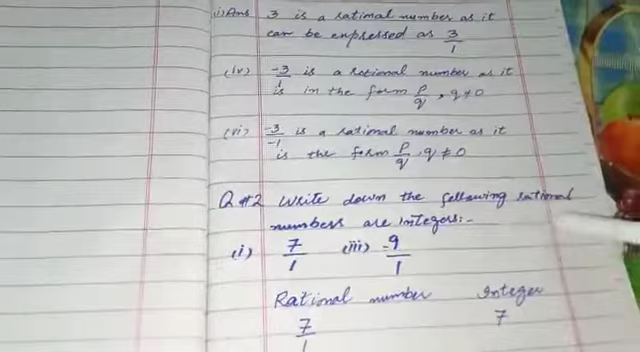 (i) Ans 3 is a rational number as it
can be expressed as 3/1
(iv) -3/1 is a rational number as it
is in the form p/q, q≠0
(vi) -3/-1 is a rational number as it
is the form p/q, q≠0
Q#2 Write down the following rational
numbers are integers:-
(i) 7/1 (iii) -9/1
Rational number Integer
7/1 7